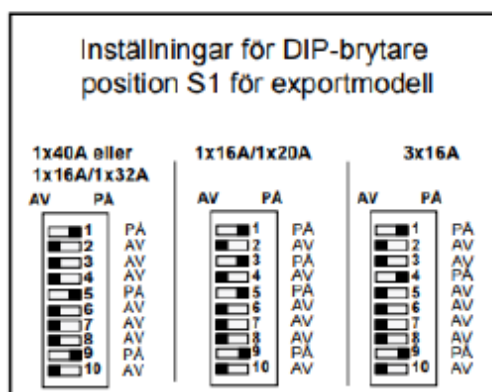 Inställningar för DIP-brytare
position S1 för exportmodell
1x40A eller
1x16A/1x32A
AV PÅ
1 PÅ
2 AV
3 AV
4 AV
5 PÅ
6 AV
7 AV
8 AV
9 PÅ
10 AV
1x16A/1x20A
AV PÅ
1 PÅ
2 AV
3 PÅ
4 AV
5 PÅ
6 AV
7 AV
8 AV
9 PÅ
10 AV
3x16A
AV PÅ
1 PÅ
2 AV
3 AV
4 PÅ
5 AV
6 AV
7 AV
8 AV
9 PÅ
10 AV